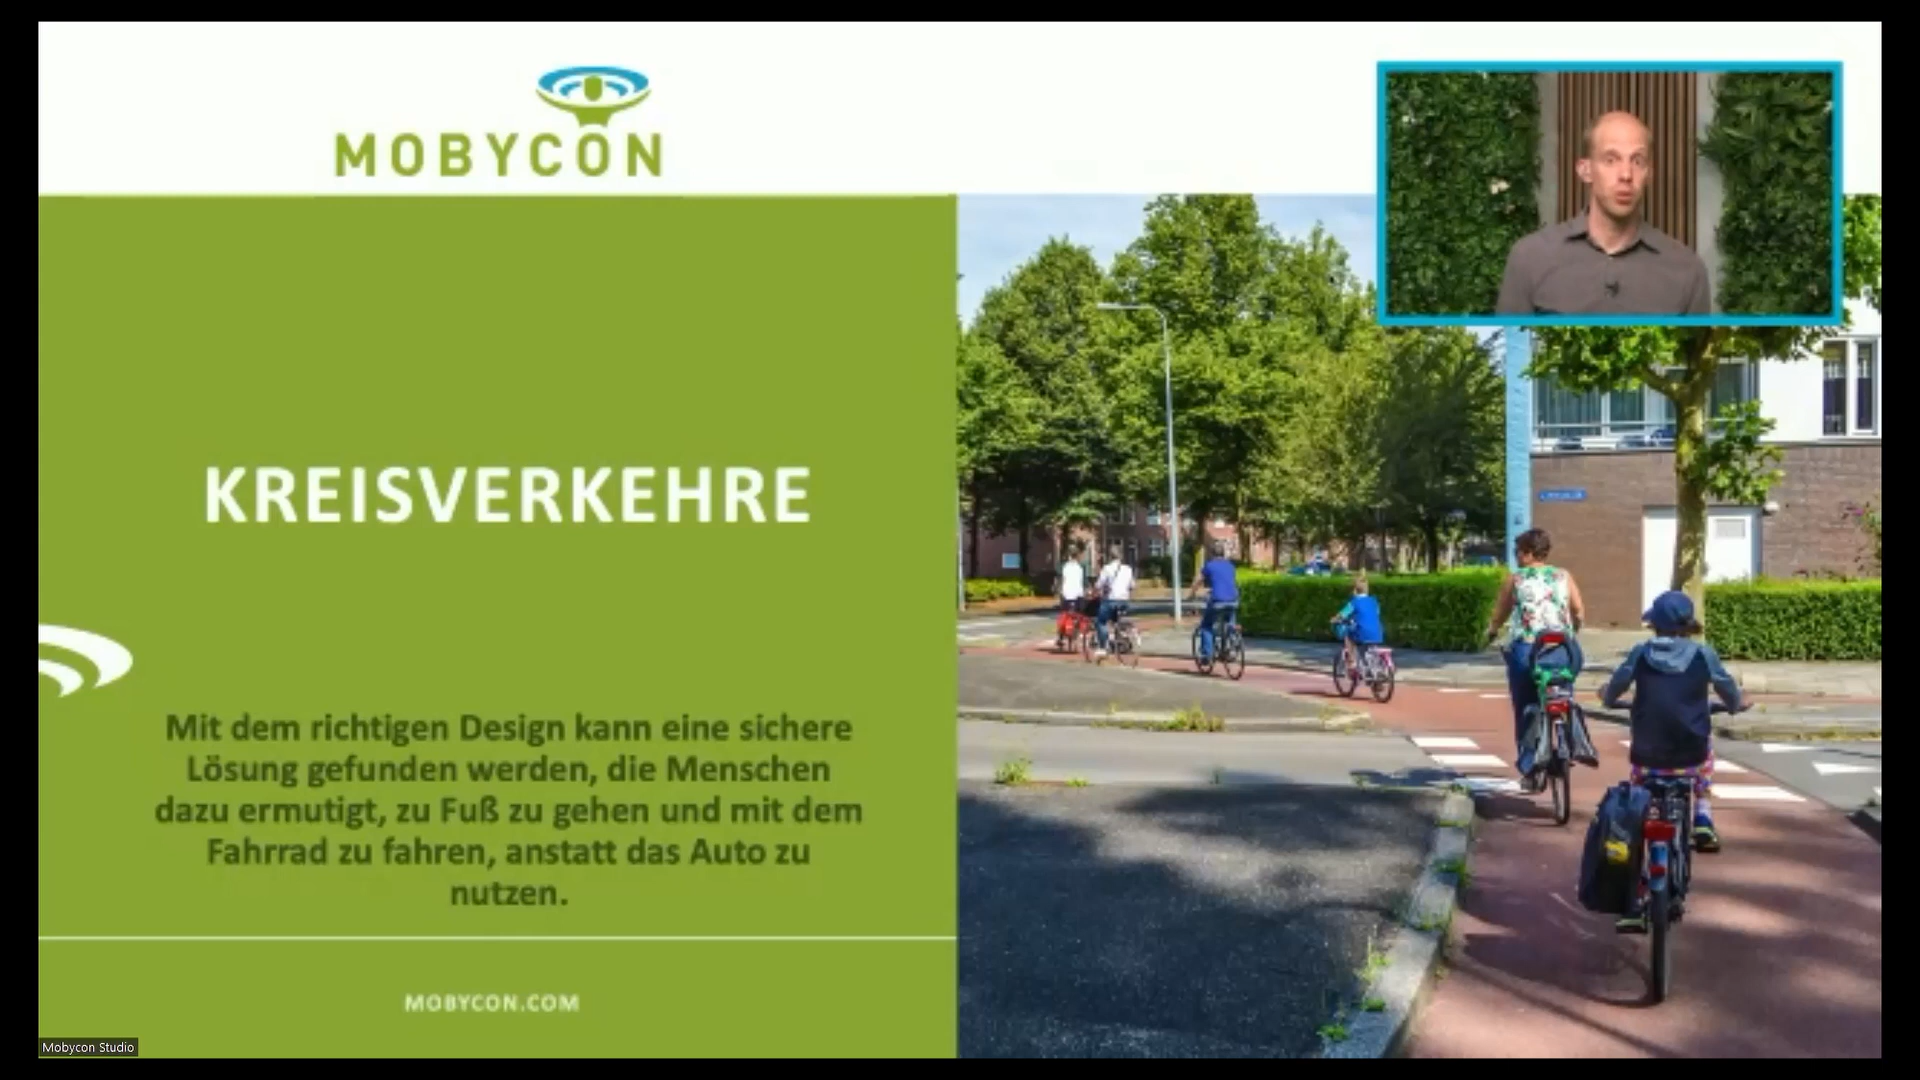 MOBYCON
KREISVERKEHRE
Mit dem richtigen Design kann eine sichere
Lösung gefunden werden, die Menschen
dazu ermutigt, zu Fuß zu gehen und mit dem
Fahrrad zu fahren, anstatt das Auto zu
nutzen.
MOBYCON.COM
Mobycon Studio